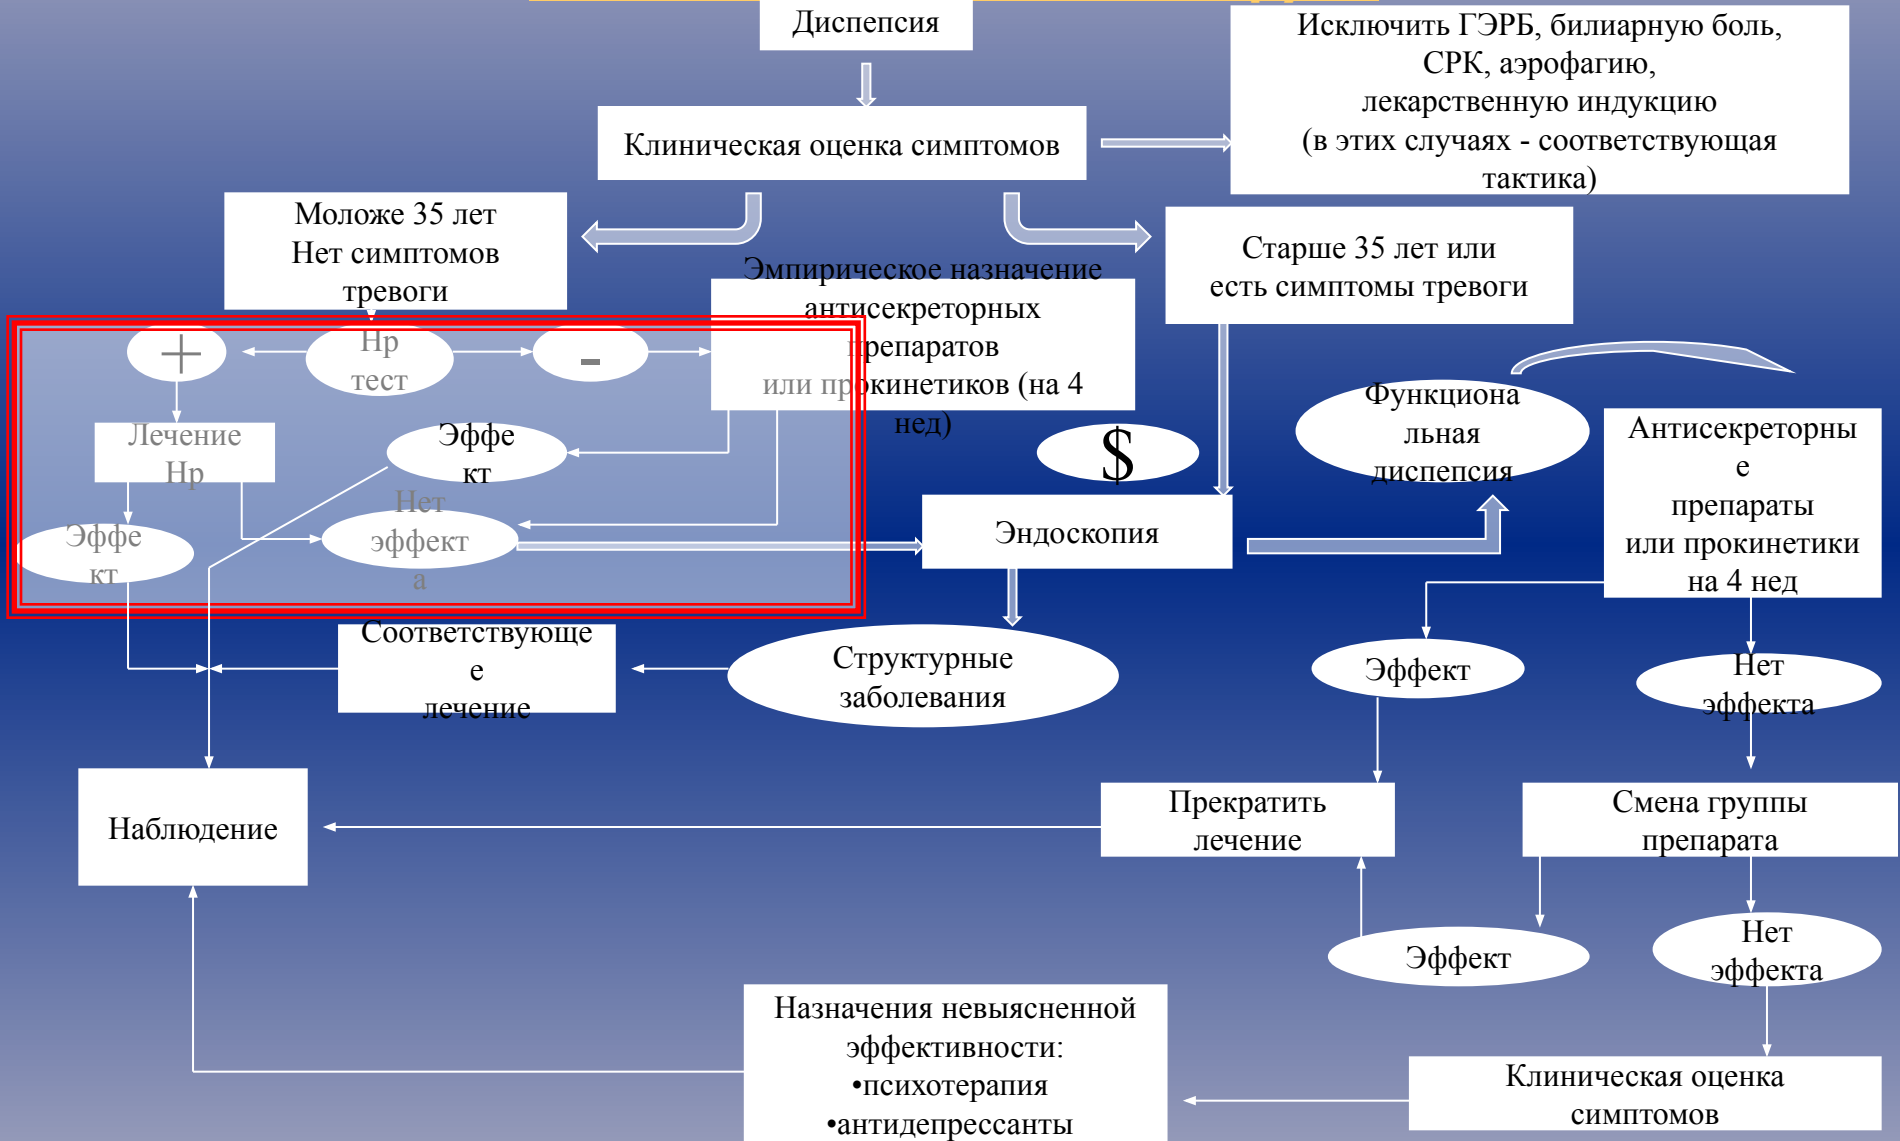 Диспепсия
Исключить ГЭРБ, билиарную боль,
СРК, аэрофагию,
лекарственную индукцию
(в этих случаях - соответствующая
тактика)
Клиническая оценка симптомов
Моложе 35 лет
Нет симптомов
тревоги
Старше 35 лет или
есть симптомы тревоги
Эмпирическое назначение
антисекреторных
препаратов
или прокинетиков (на 4
нед)
+
Нр
тест
-
Лечение
Нр
Эффе
кт
Нет
эффект
а
Эффе
кт
$
Функциона
льная
диспепсия
Антисекреторны
е
препараты
или прокинетики
на 4 нед
Эндоскопия
Соответствующе
е
лечение
Структурные
заболевания
Эффект
Нет
эффекта
Наблюдение
Прекратить
лечение
Смена группы
препарата
Эффект
Нет
эффекта
Назначения невыясненной
эффективности:
•психотерапия
•антидепрессанты
Клиническая оценка
симптомов